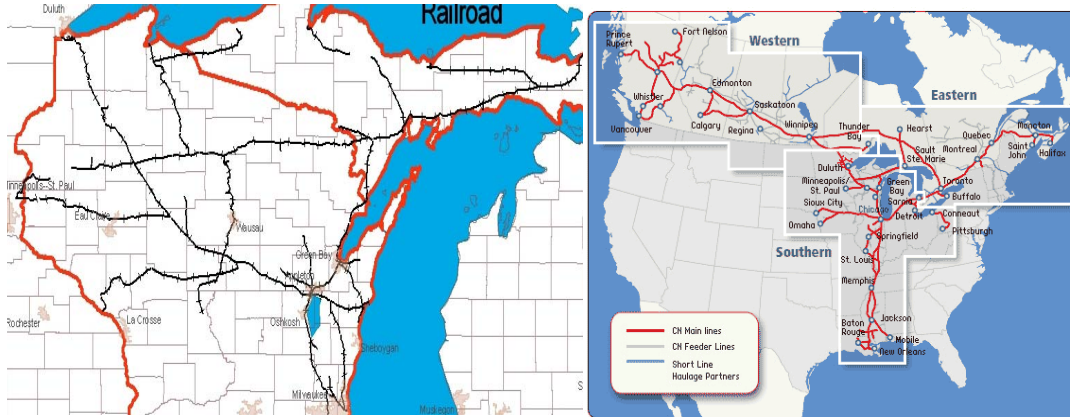 Duluth
Railroad
Minneapolis--St. Paul
Eau Claire
Wausau
Green Bay
Appleton
Rochester
La Crosse
Oshkosh
Sheboygan
Milwaukee
Muskegon
S
Prince
Rupert
Fort Nelson
Western
Edmonton
Whistler
Saskatoon
Eastern
Vancouver
Calgary
Regina
Winnipeg
Thunder
Bay
Hearst
Quebec
Moncton
Sault
Ste. Marie
Montreal
Saint
John
Halifax
Duluth
Minneapolis/
St. Paul
Green
Bay
Toronto
Sarnia
Buffalo
Sioux City
Chicago
Detroit
Conneaut
Omaha
Springfield
Pittsburgh
Southern
St. Louis
Memphis
Baton
Rouge
Jackson
Mobile
New Orleans
CN Main lines
CN Feeder Lines
Short Line
Haulage Partners